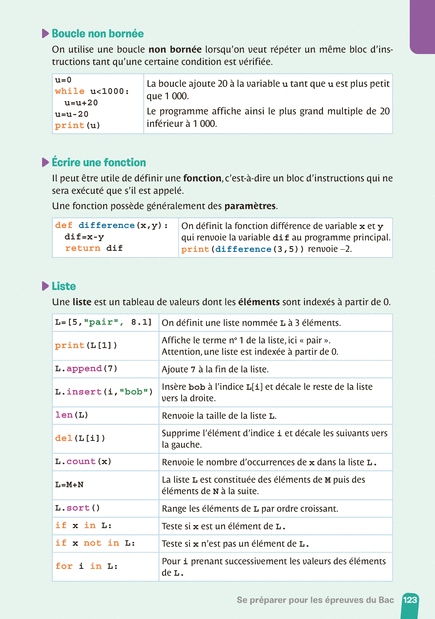 Boucle non bornée
On utilise une boucle non bornée lorsqu'on veut répéter un même bloc d'ins-
tructions tant qu'une certaine condition est vérifiée.
u=0
while u<1000:
u=u+20
u=u-20
print(u)
La boucle ajoute 20 à la variable u tant que u est plus petit
que 1 000.
Le programme affiche ainsi le plus grand multiple de 20
inférieur à 1 000.
Écrire une fonction
Il peut être utile de définir une fonction, c'est-à-dire un bloc d'instructions qui ne
sera exécuté que s'il est appelé.
Une fonction possède généralement des paramètres.
def difference(x,y):
dif=x-y
return dif
On définit la fonction différence de variable x et y
qui renvoie la variable dif au programme principal.
print(difference(3,5)) renvoie –2.
Liste
Une liste est un tableau de valeurs dont les éléments sont indexés à partir de 0.
L=[5,"pair", 8.1] On définit une liste nommée L à 3 éléments.
print(L[1])
Affiche le terme n° 1 de la liste, ici « pair ».
Attention, une liste est indexée à partir de 0.
L.append(7) Ajoute 7 à la fin de la liste.
L.insert(i,"bob")
Insère bob à l'indice L[i] et décale le reste de la liste
vers la droite.
len(L) Renvoie la taille de la liste L.
del(L[i])
Supprime l'élément d'indice i et décale les suivants vers
la gauche.
L.count(x) Renvoie le nombre d'occurrences de x dans la liste L.
L=M+N
La liste L est constituée des éléments de M puis des
éléments de N à la suite.
L.sort() Range les éléments de L par ordre croissant.
if x in L: Teste si x est un élément de L.
if x not in L: Teste si x n'est pas un élément de L.
for i in L:
Pour i prenant successivement les valeurs des éléments
de L.
Se préparer pour les épreuves du Bac 123